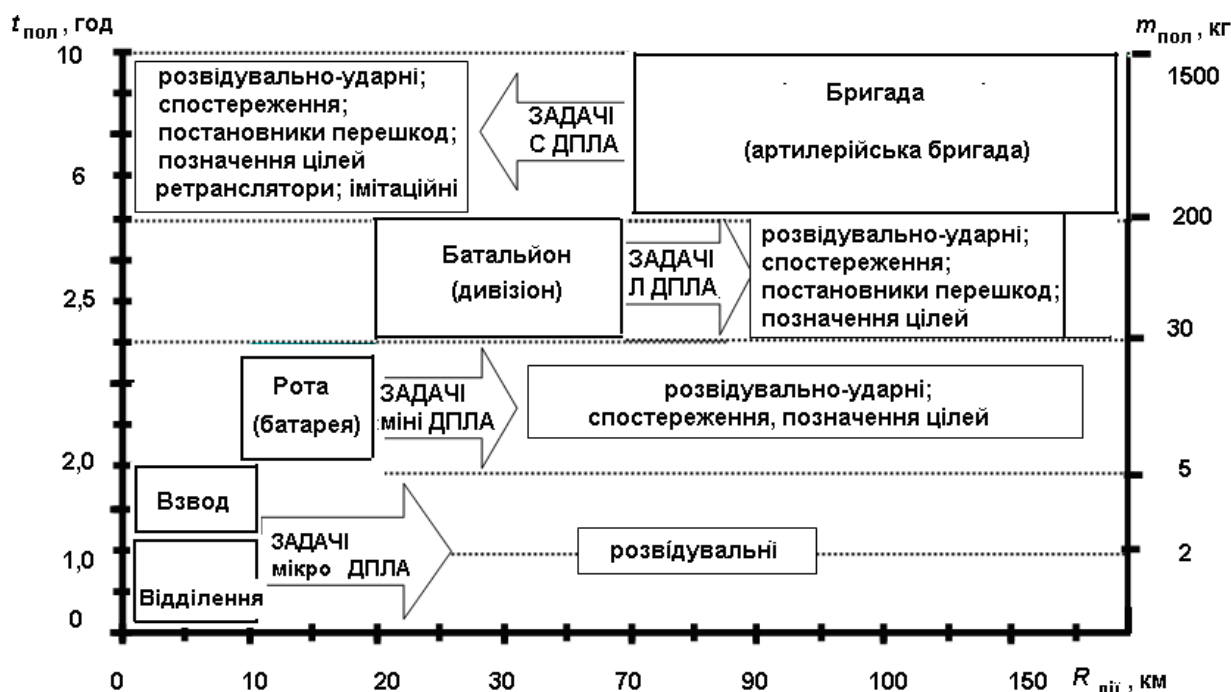 t пол , год
m пол , кг
10
розвідувально-ударні;
спостереження;
постановники перешкод;
позначення цілей
ретранслятори; імітаційні
ЗАДАЧІ
С ДПЛА
Бригада
(артилерійська бригада)
1500
6
200
Батальйон
(дивізіон)
ЗАДАЧІ
Л ДПЛА
розвідувально-ударні;
спостереження;
постановники перешкод;
позначення цілей
2,5
30
Рота
(батарея)
ЗАДАЧІ
міні ДПЛА
розвідувально-ударні;
спостереження, позначення цілей
2,0
5
Взвод
ЗАДАЧІ
мікро ДПЛА
розвідувальні
1,0
2
Відділення
0
0 10 20 30 70 90 100 150 R дії , км